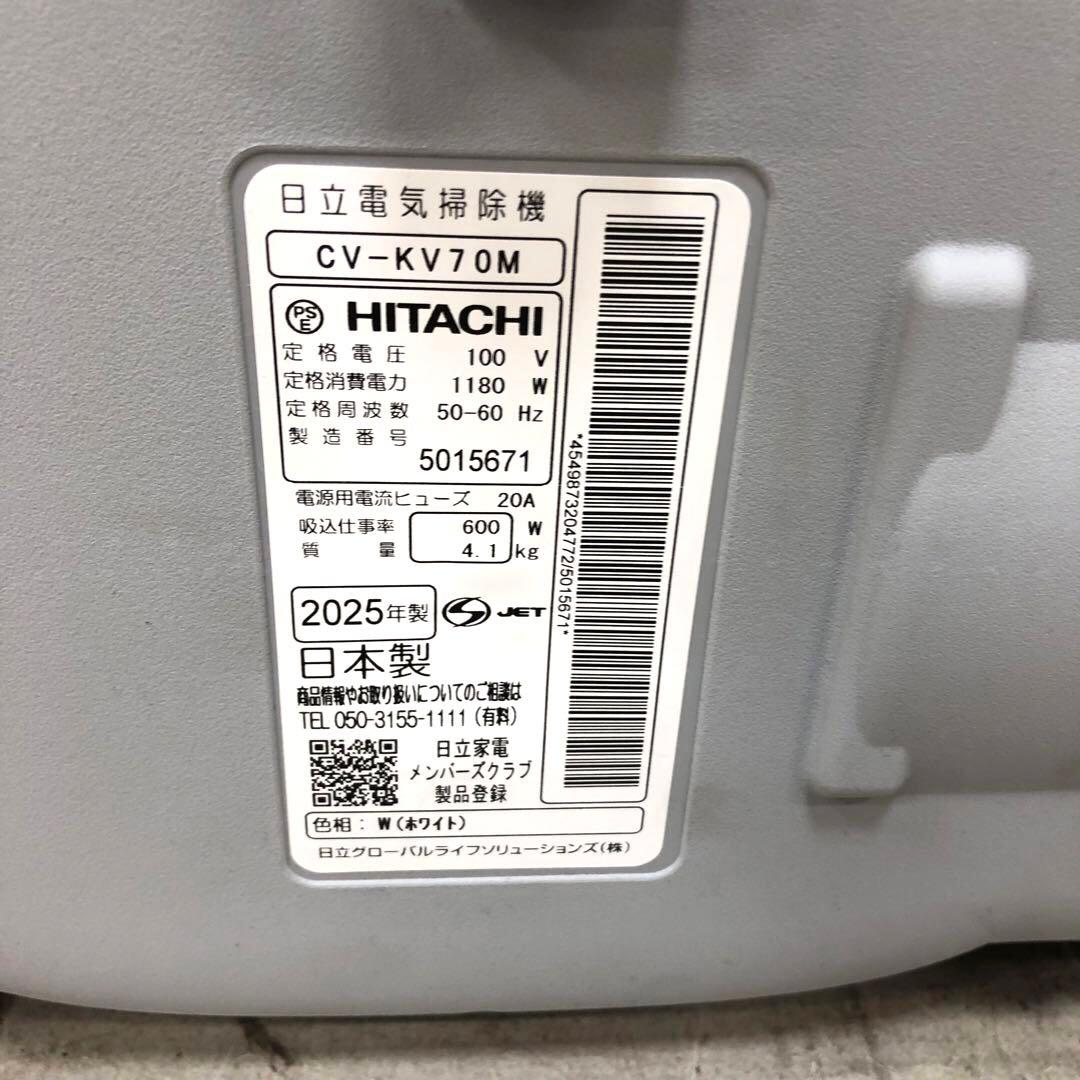 日立電気掃除機
CV-KV70M
PS
E
HITACHI
定格電圧 100 V
定格消費電力 1180 W
定格周波数 50-60 Hz
製造番号
5015671
電源用電流ヒューズ 20A
吸込仕事率 600 W
質量 4.1 kg
2025年製 S JET
日本製
商品情報やお取り扱いについてのご相談は
TEL 050-3155-1111（有料）
日立家電
メンバーズクラブ
製品登録
色相：W（ホワイト）
日立グローバルライフソリューションズ（株）
*4549873204772/5015671*